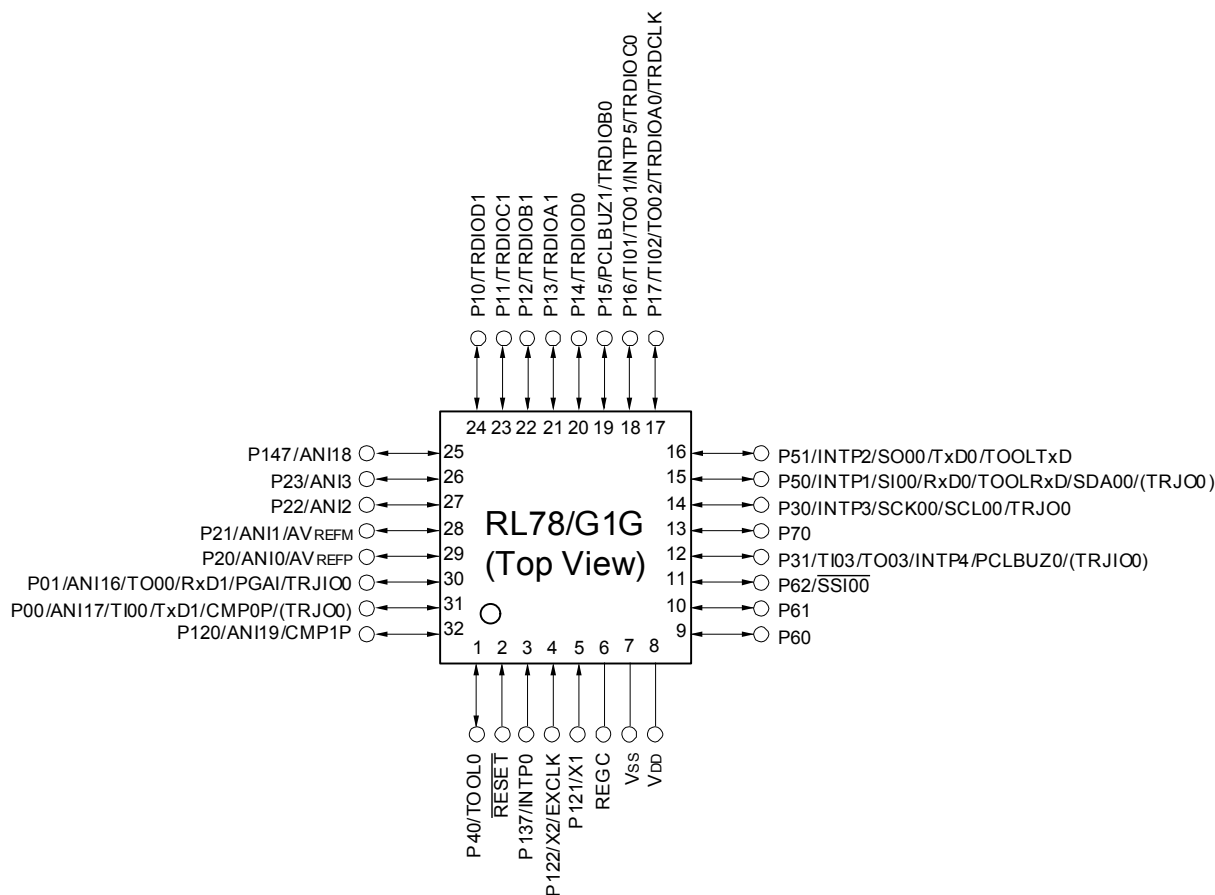 P10/TRDIOD1
P11/TRDIOC1
P12/TRDIOB1
P13/TRDIOA1
P14/TRDIOD0
P15/PCLBUZ1/TRDIOB0
P16/TI01/TO01/INTP5/TRDIOC0
P17/TI02/TO02/TRDIOA0/TRDCLK
24 23 22 21 20 19 18 17
P147/ANI18 25
P23/ANI3 26
P22/ANI2 27
P21/ANI1/AVREFM 28
P20/ANI0/AVREFP 29
P01/ANI16/TO00/RxD1/PGAI/TRJIO0 30
P00/ANI17/TI00/TxD1/CMP0P/(TRJO0) 31
P120/ANI19/CMP1P 32
RL78/G1G
(Top View)
16 P51/INTP2/SO00/TxD0/TOOLTxD
15 P50/INTP1/SI00/RxD0/TOOLRxD/SDA00/(TRJO0)
14 P30/INTP3/SCK00/SCL00/TRJO0
13 P70
12 P31/TI03/TO03/INTP4/PCLBUZ0/(TRJIO0)
11 P62/SSI00
10 P61
9 P60
1 2 3 4 5 6 7 8
P40/TOOL0
RESET
P137/INTP0
P122/X2/EXCLK
P121/X1
REGC
VSS
VDD